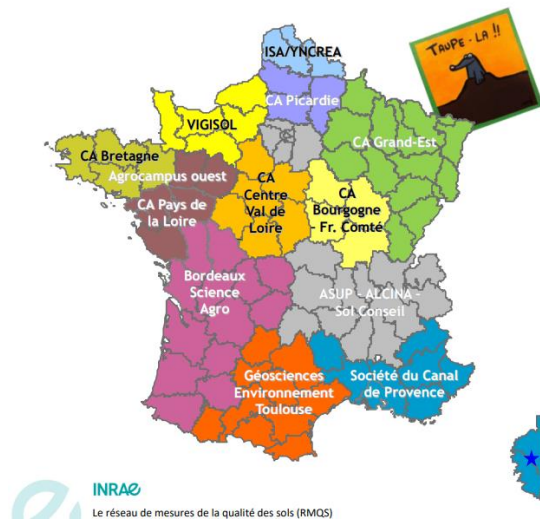 TAUPE-LA !!
ISA/YNCREA
CA Picardie
VIGISOL
CA Grand-Est
CA Bretagne
Agrocampus ouest
CA Pays de
la Loire
CA
Centre
Val de
Loire
CA
Bourgogne
- Fr. Comté
Bordeaux
Science
Agro
ASUP - ALCINA -
Sol Conseil
Géosciences
Environnement
Toulouse
Société du Canal
de Provence
INRAE
Le réseau de mesures de la qualité des sols (RMQS)